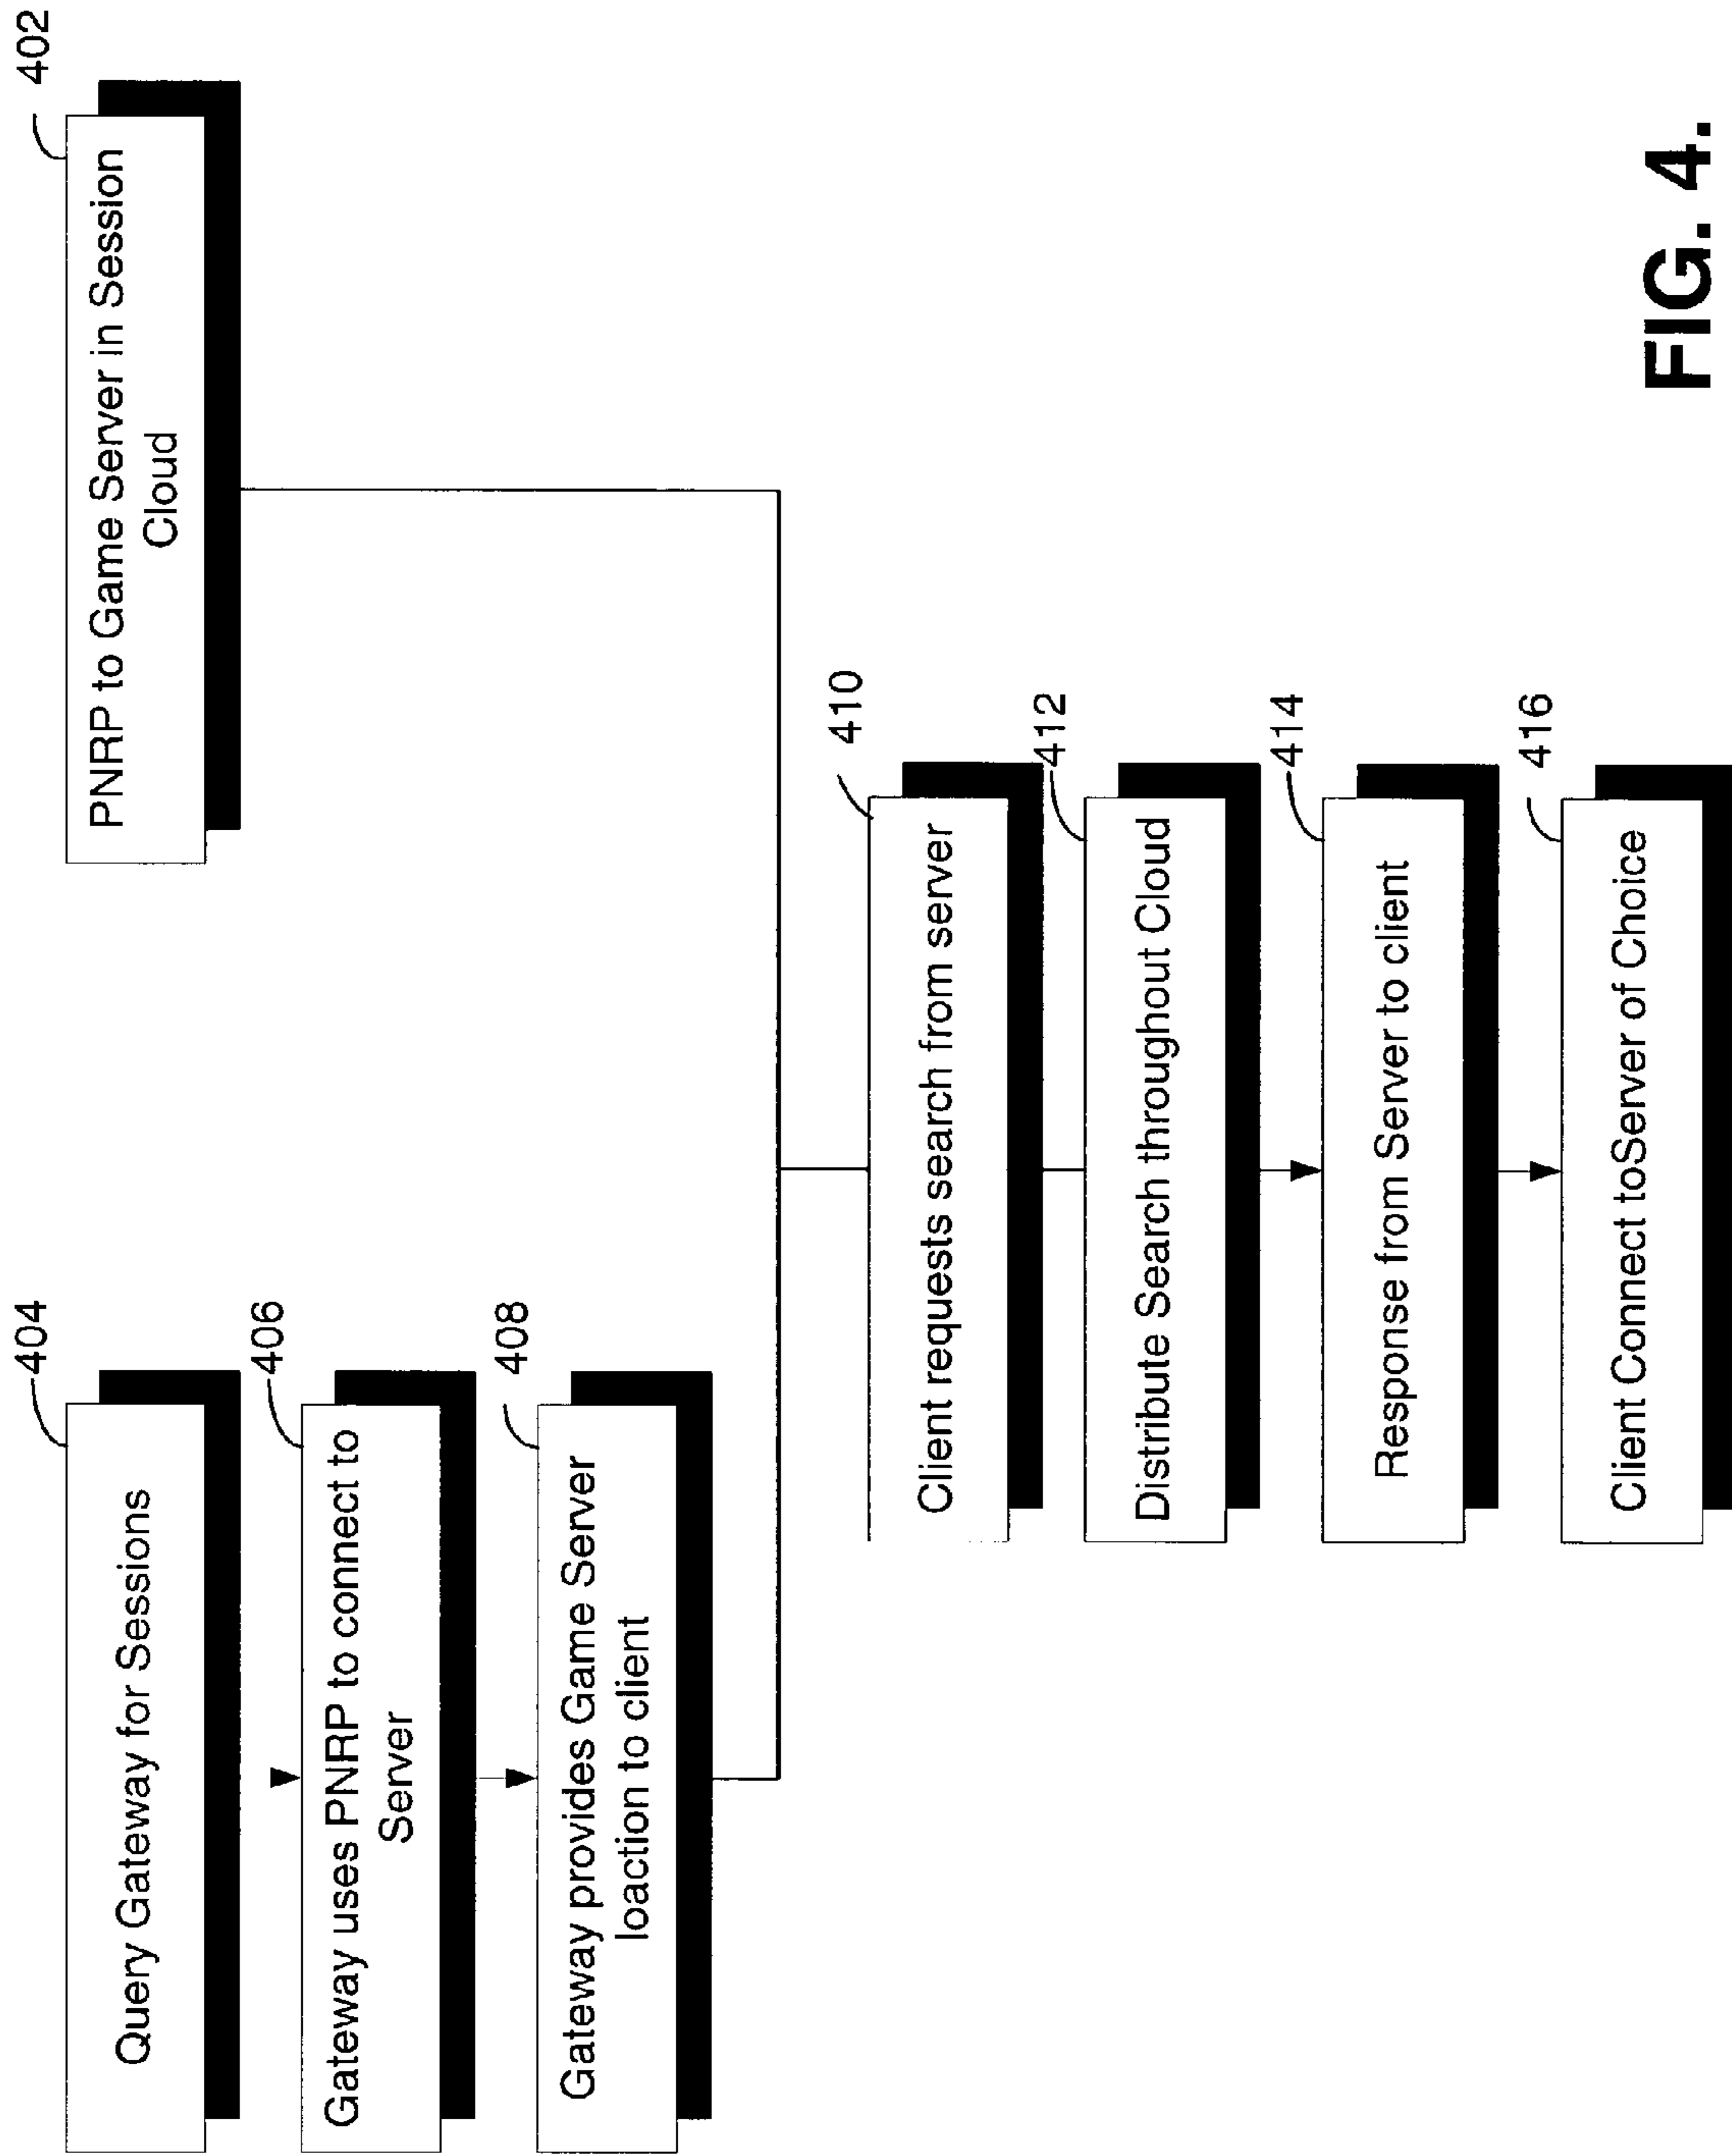 402
PNRP to Game Server in Session
Cloud
404
Query Gateway for Sessions
406
Gateway uses PNRP to connect to
Server
408
Gateway provides Game Server
loaction to client
410
Client requests search from server
412
Distribute Search throughout Cloud
414
Response from Server to client
416
Client Connect toServer of Choice
FIG. 4.